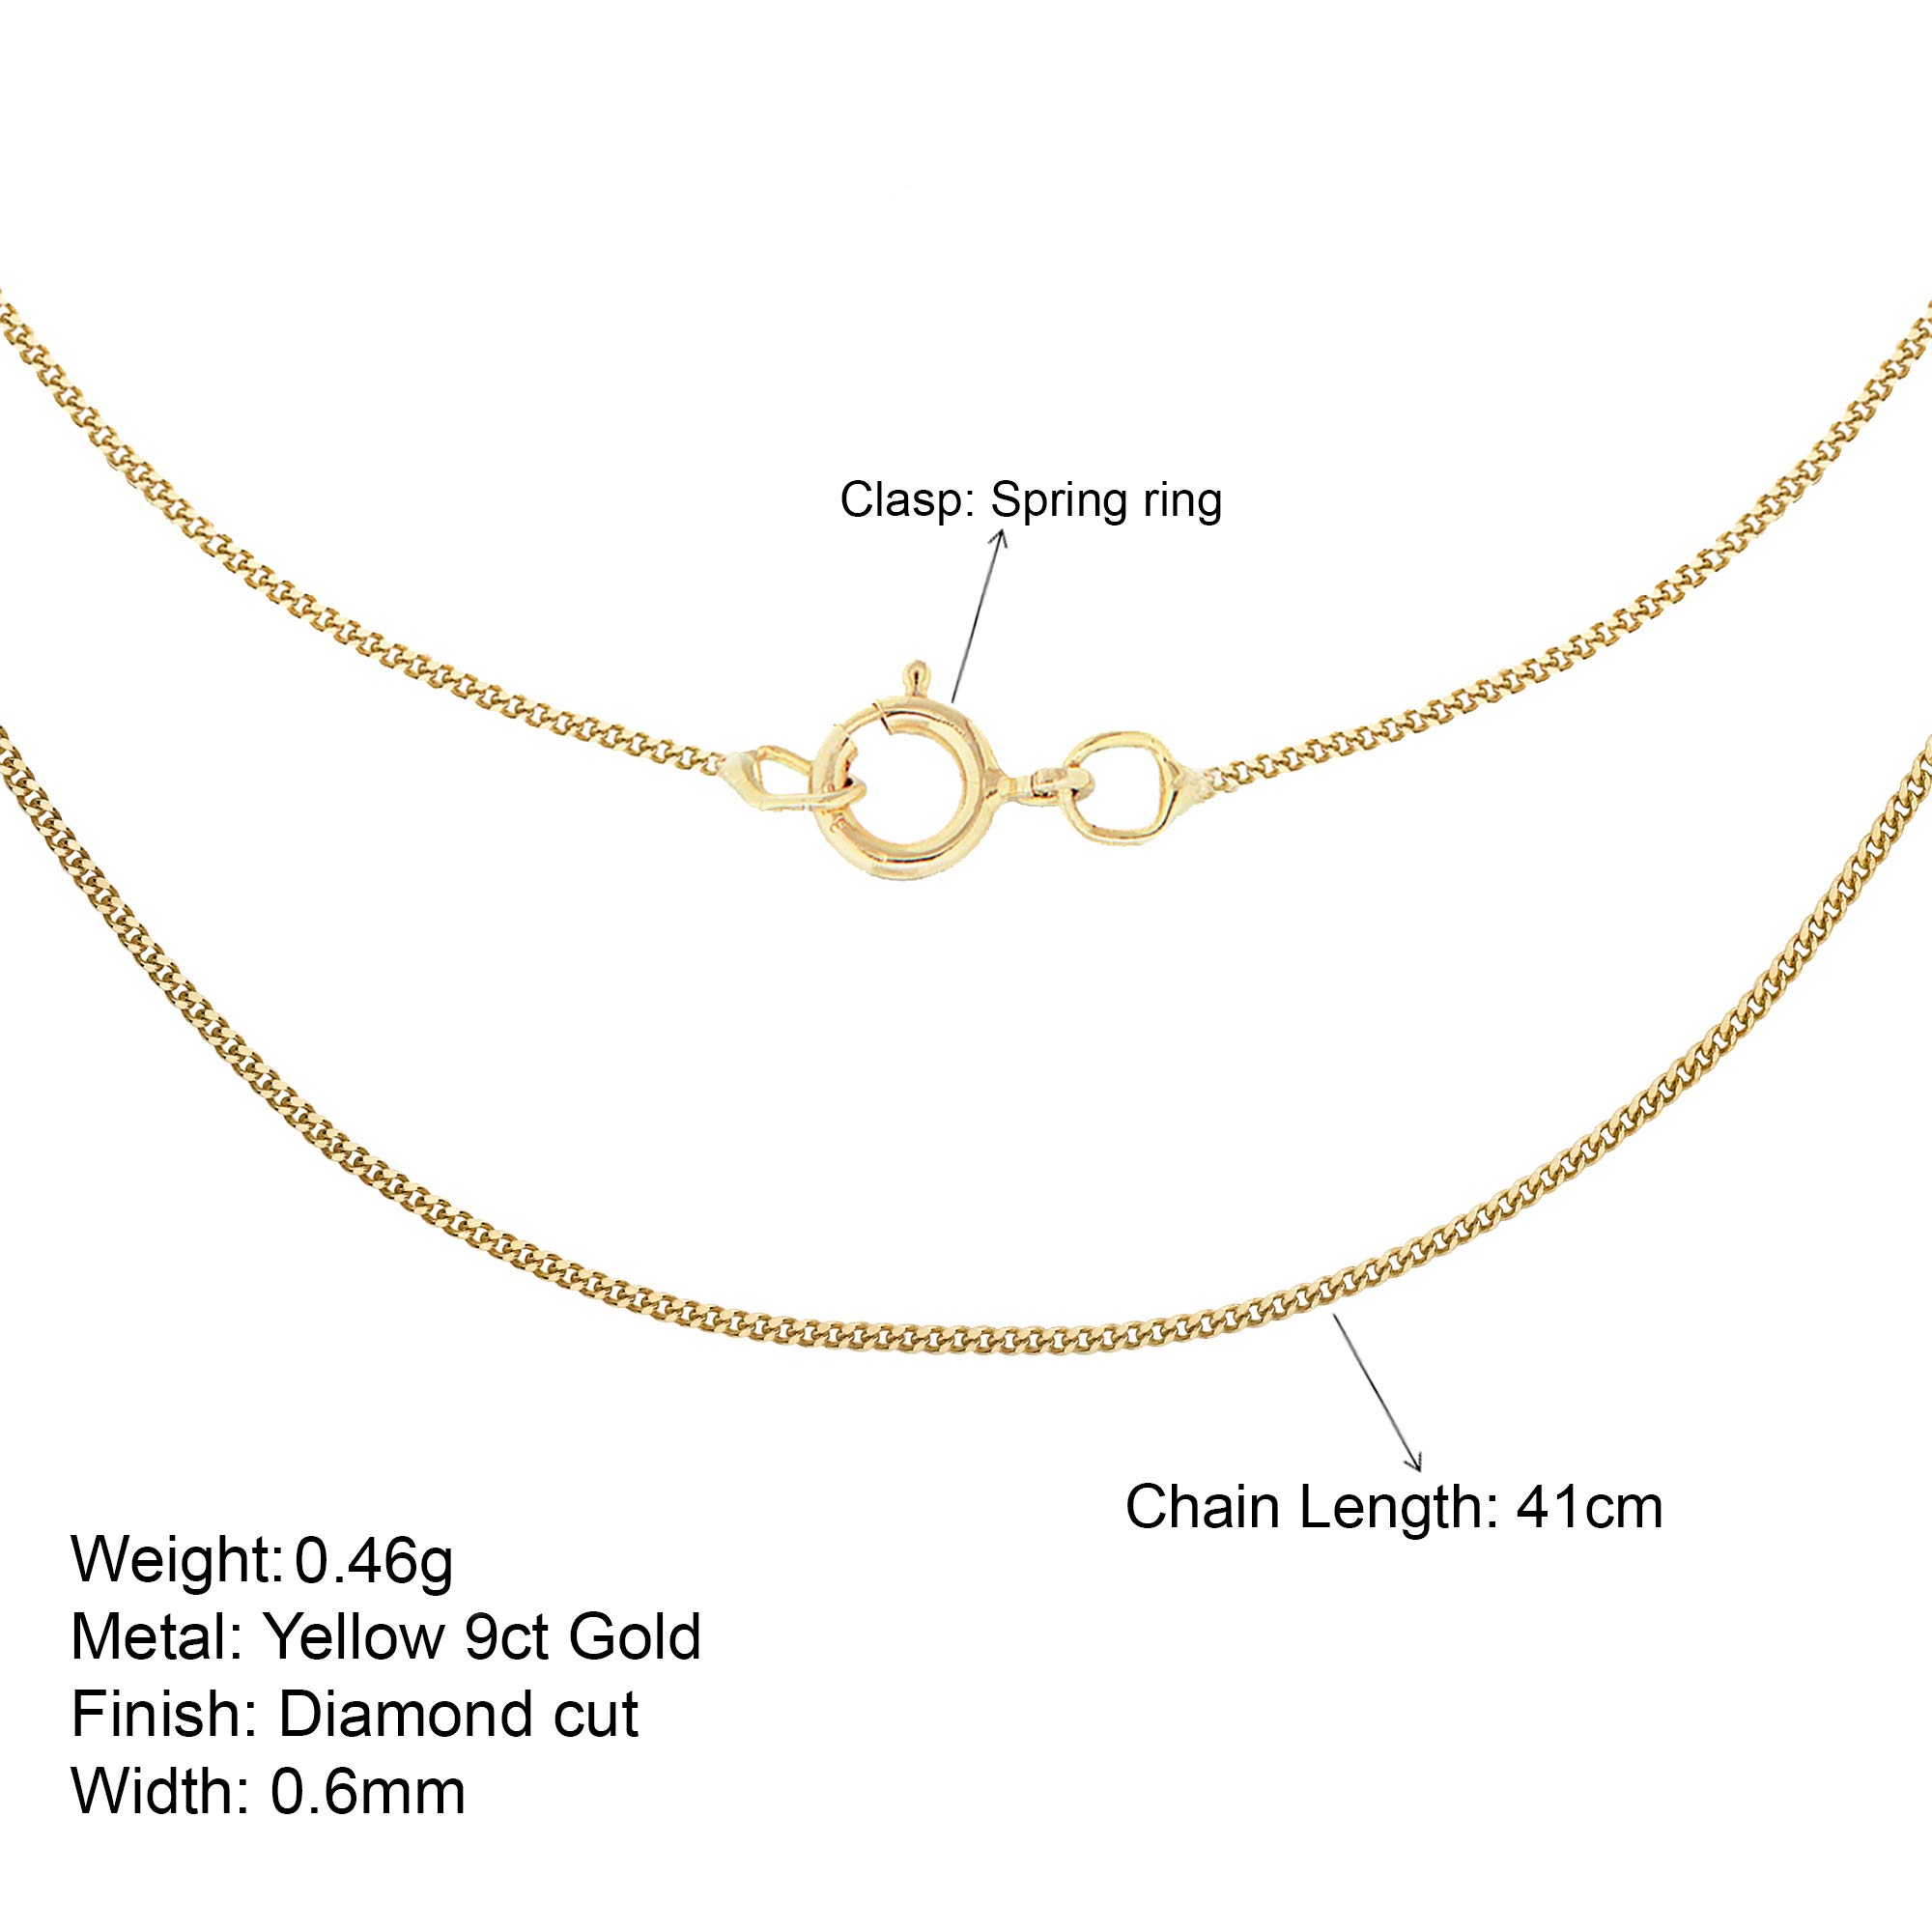 Clasp: Spring ring
Chain Length: 41cm
Weight: 0.46g
Metal: Yellow 9ct Gold
Finish: Diamond cut
Width: 0.6mm